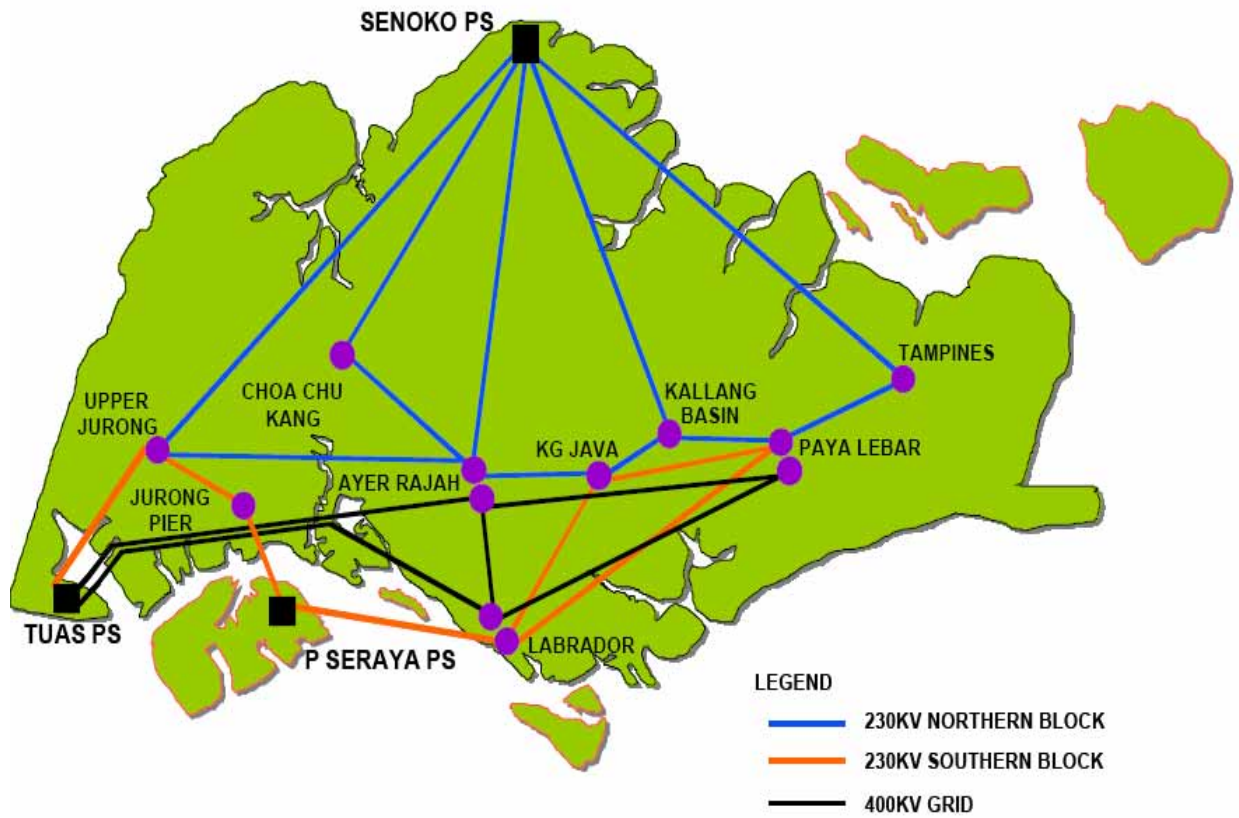 SENOKO PS
TAMPINES
CHOA CHU
KANG
KALLANG
BASIN
UPPER
JURONG
KG JAVA
PAYA LEBAR
AYER RAJAH
JURONG
PIER
TUAS PS
P SERAYA PS
LABRADOR
LEGEND
230KV NORTHERN BLOCK
230KV SOUTHERN BLOCK
400KV GRID